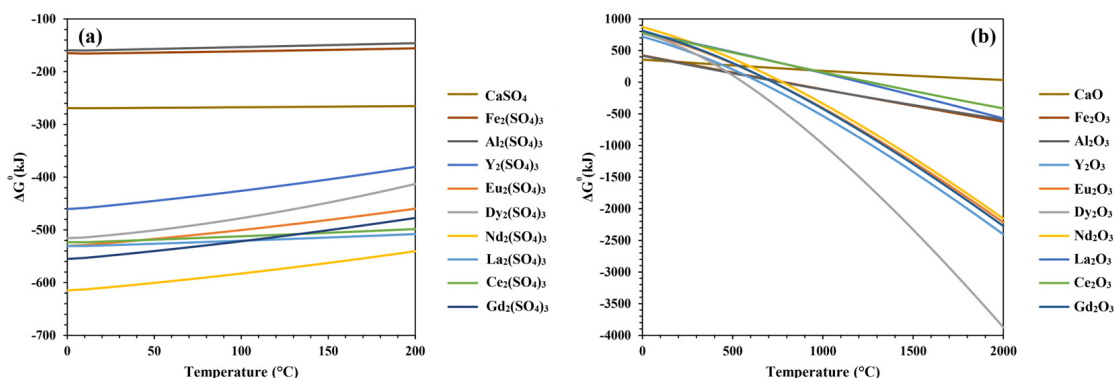 (a)
-100
-200
-300
-400
-500
-600
-700
0
50
100
150
200
ΔG⁰ (kJ)
Temperature (°C)
CaSO₄
Fe₂(SO₄)₃
Al₂(SO₄)₃
Y₂(SO₄)₃
Eu₂(SO₄)₃
Dy₂(SO₄)₃
Nd₂(SO₄)₃
La₂(SO₄)₃
Ce₂(SO₄)₃
Gd₂(SO₄)₃
(b)
1000
500
0
-500
-1000
-1500
-2000
-2500
-3000
-3500
-4000
0
500
1000
1500
2000
ΔG⁰ (kJ)
Temperature (°C)
CaO
Fe₂O₃
Al₂O₃
Y₂O₃
Eu₂O₃
Dy₂O₃
Nd₂O₃
La₂O₃
Ce₂O₃
Gd₂O₃